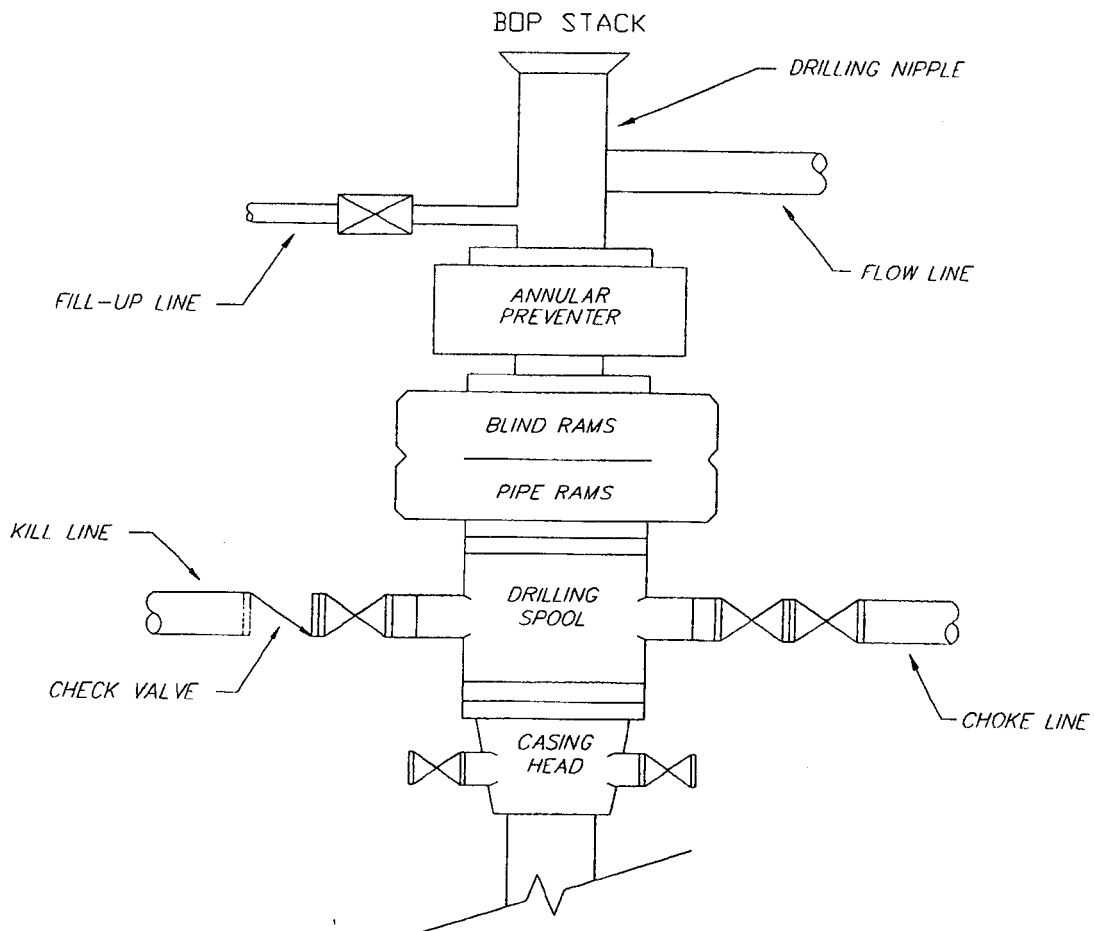 BOP STACK
DRILLING NIPPLE
FLOW LINE
FILL-UP LINE
ANNULAR
PREVENTER
BLIND RAMS
PIPE RAMS
KILL LINE
DRILLING
SPOOL
CHECK VALVE
CHOKE LINE
CASING
HEAD